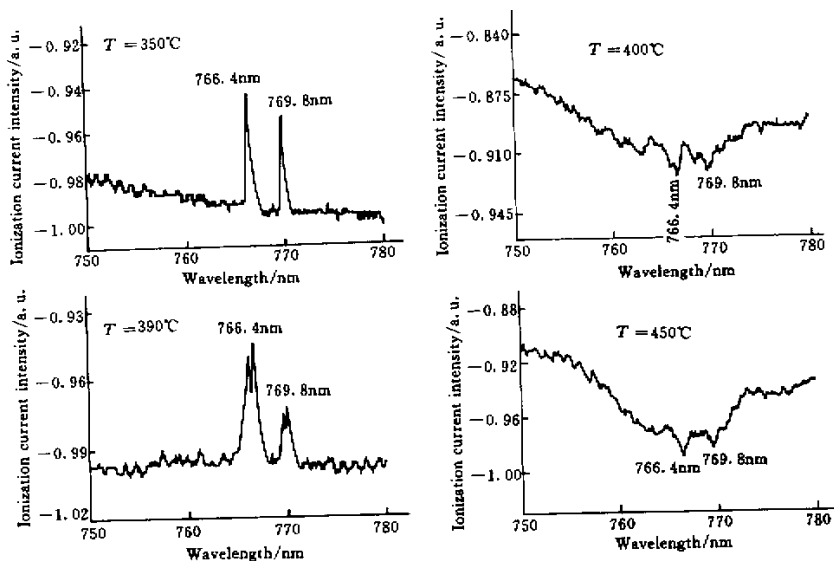 Ionization current intensity/a. u.
−0.92
−0.94
−0.96
−0.98
−1.00
T = 350℃
766. 4nm
769. 8nm
750
760
770
780
Wavelength/nm
Ionization current intensity/a. u.
−0.840
−0.875
−0.910
−0.945
T = 400℃
766. 4nm
769. 8nm
750
760
770
780
Wavelength/nm
Ionization current intensity/a. u.
−0.93
−0.96
−0.99
−1.02
T = 390℃
766. 4nm
769. 8nm
750
760
770
780
Wavelength/nm
Ionization current intensity/a. u.
−0.88
−0.92
−0.96
−1.00
T = 450℃
766. 4nm
769. 8nm
750
760
770
780
Wavelength/nm